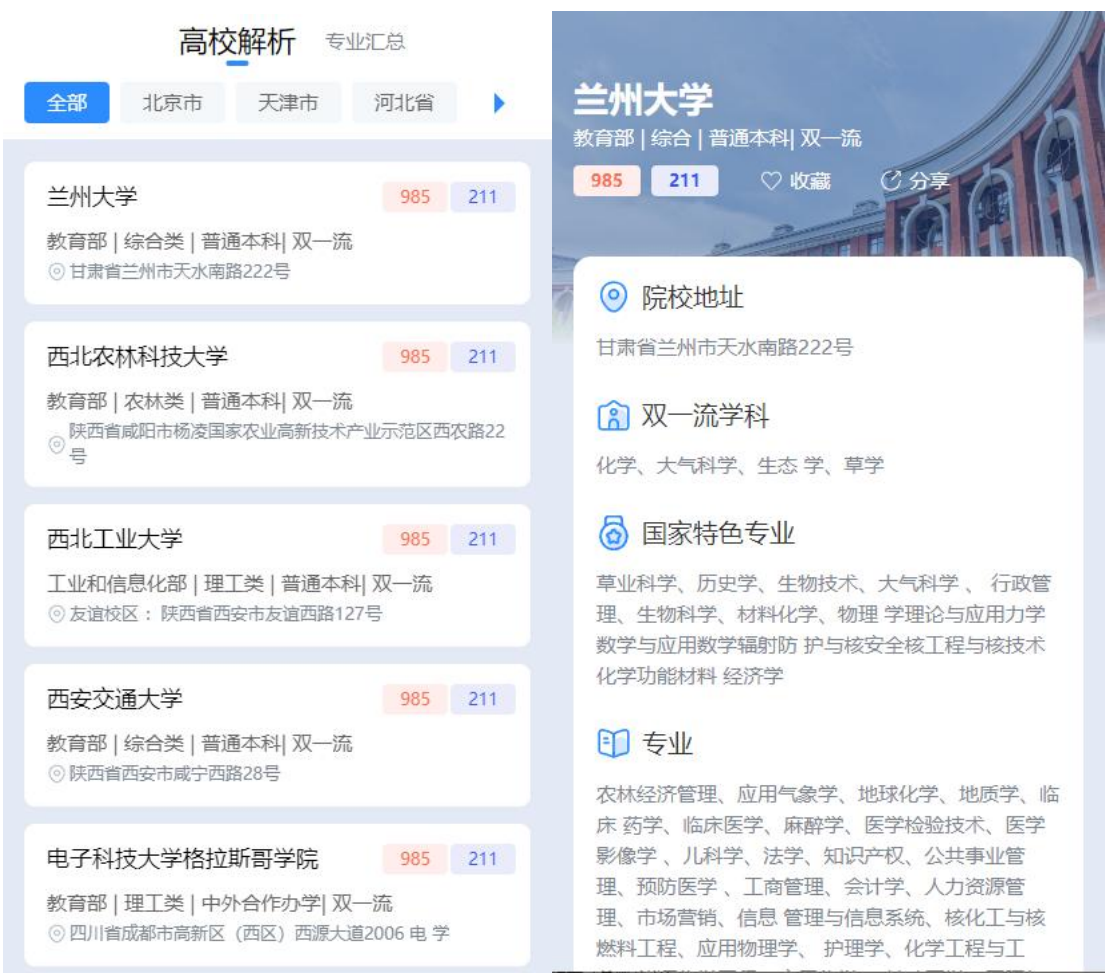 高校解析 专业汇总
全部 北京市 天津市 河北省
兰州大学 985 211
教育部 | 综合类 | 普通本科| 双一流
甘肃省兰州市天水南路222号
西北农林科技大学 985 211
教育部 | 农林类 | 普通本科| 双一流
陕西省咸阳市杨凌国家农业高新技术产业示范区西农路22
号
西北工业大学 985 211
工业和信息化部 | 理工类 | 普通本科| 双一流
友谊校区 : 陕西省西安市友谊西路127号
西安交通大学 985 211
教育部 | 综合类 | 普通本科| 双一流
陕西省西安市咸宁西路28号
电子科技大学格拉斯哥学院 985 211
教育部 | 理工类 | 中外合作办学| 双一流
四川省成都市高新区（西区）西源大道2006 电 学
兰州大学
教育部 | 综合 | 普通本科| 双一流
985 211 收藏 分享
院校地址
甘肃省兰州市天水南路222号
双一流学科
化学、大气科学、生态 学、草学
国家特色专业
草业科学、历史学、生物技术、大气科学 、 行政管
理、生物科学、材料化学、物理 学理论与应用力学
数学与应用数学辐射防 护与核安全核工程与核技术
化学功能材料 经济学
专业
农林经济管理、应用气象学、地球化学、地质学、临
床 药学、临床医学、麻醉学、医学检验技术、医学
影像学 、儿科学、法学、知识产权、公共事业管
理、预防医学 、工商管理、会计学、人力资源管
理、市场营销、信息 管理与信息系统、核化工与核
燃料工程、应用物理学、 护理学、化学工程与工